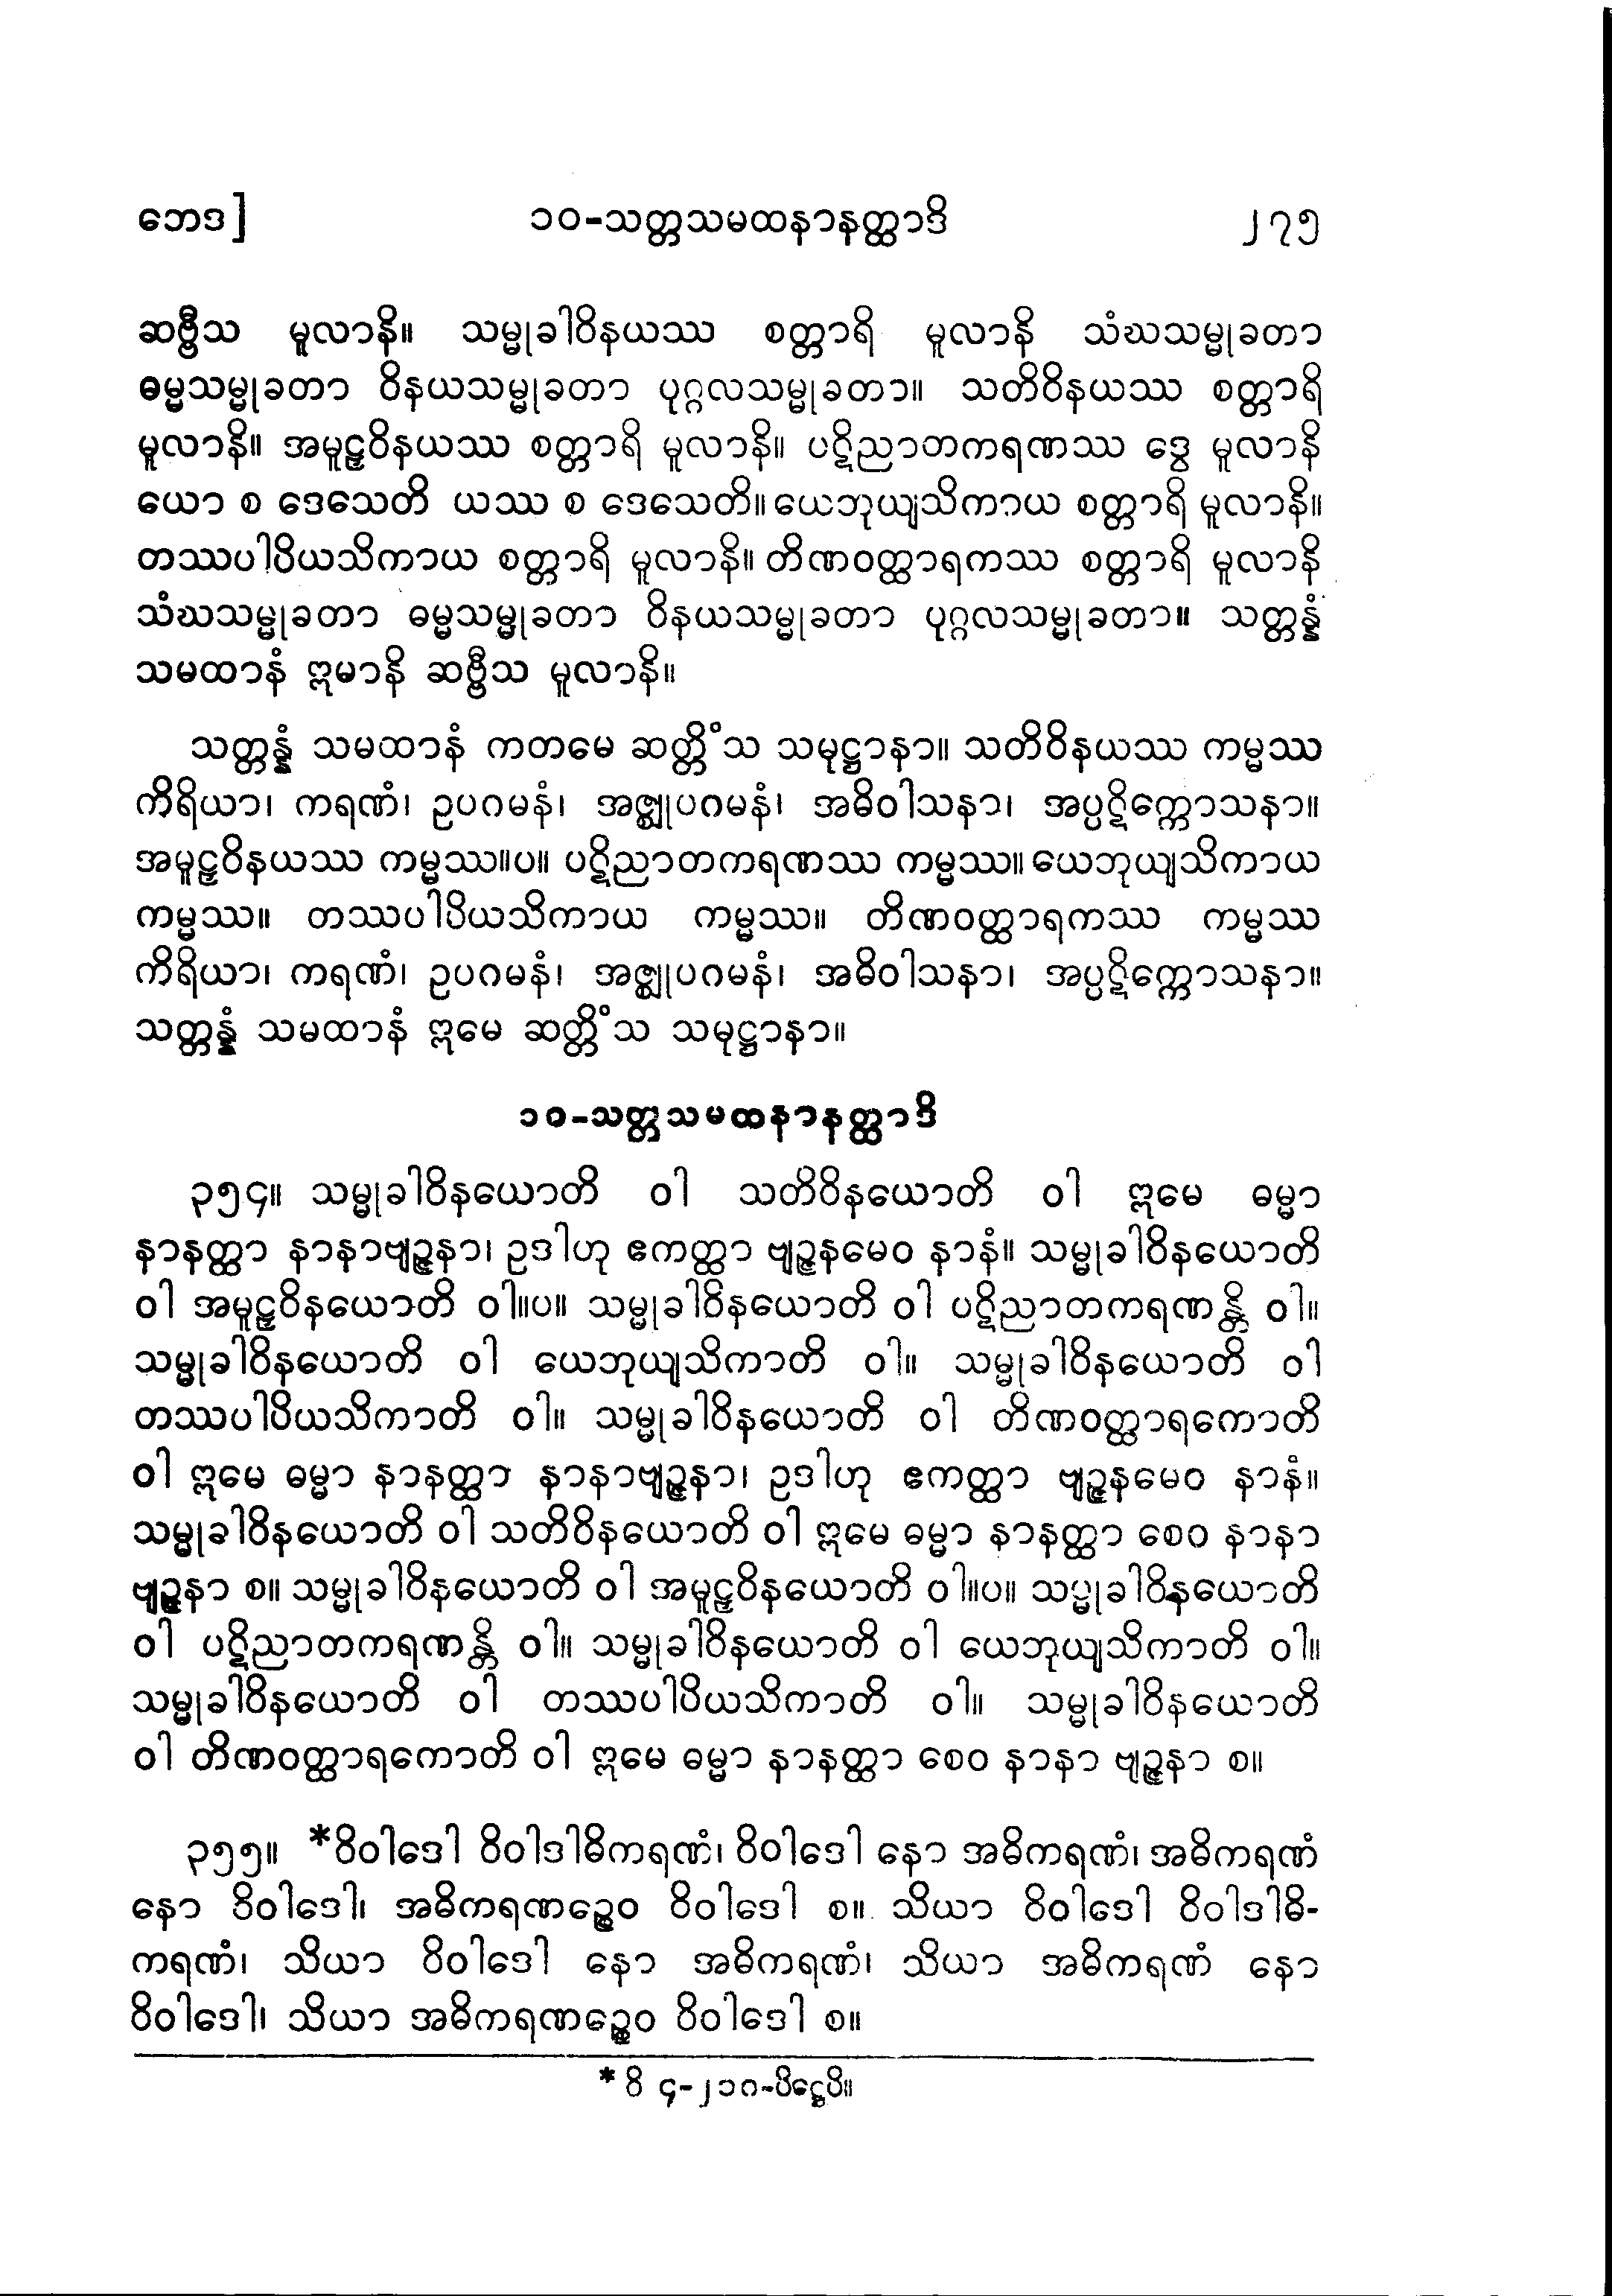 ဘေဒ] ၁၀-သတ္တသမထနာနတ္ထာဒိ ၂၇၅
ဆဗ္ဗီသ မူလာနိ။ သမ္မုခါဝိနယဿ စတ္တာရိ မူလာနိ သံဃသမ္မုခတာ
ဓမ္မသမ္မုခတာ ဝိနယသမ္မုခတာ ပုဂ္ဂလသမ္မုခတာ။ သတိဝိနယဿ စတ္တာရိ
မူလာနိ။ အမူဠှဝိနယဿ စတ္တာရိ မူလာနိ။ ပဋိညာတကရဏဿ ဒွေ မူလာနိ
ယော စ ဒေသေတိ ယဿ စ ဒေသေတိ။ ယေဘုယျသိကာယ စတ္တာရိ မူလာနိ။
တဿပါပိယသိကာယ စတ္တာရိ မူလာနိ။ တိဏဝတ္ထာရကဿ စတ္တာရိ မူလာနိ
သံဃသမ္မုခတာ ဓမ္မသမ္မုခတာ ဝိနယသမ္မုခတာ ပုဂ္ဂလသမ္မုခတာ။ သတ္တန္နံ
သမထာနံ ဣမာနိ ဆဗ္ဗီသ မူလာနိ။
သတ္တန္နံ သမထာနံ ကတမေ ဆတ္တိံသ သမုဋ္ဌာနာ။ သတိဝိနယဿ ကမ္မဿ
ကိရိယာ၊ ကရဏံ၊ ဥပဂမနံ၊ အဇ္ဈုပဂမနံ၊ အဓိဝါသနာ၊ အပ္ပဋိက္ကောသနာ။
အမူဠှဝိနယဿ ကမ္မဿ။ပ။ ပဋိညာတကရဏဿ ကမ္မဿ။ ယေဘုယျသိကာယ
ကမ္မဿ။ တဿပါပိယသိကာယ ကမ္မဿ။ တိဏဝတ္ထာရကဿ ကမ္မဿ
ကိရိယာ၊ ကရဏံ၊ ဥပဂမနံ၊ အဇ္ဈုပဂမနံ၊ အဓိဝါသနာ၊ အပ္ပဋိက္ကောသနာ။
သတ္တန္နံ သမထာနံ ဣမေ ဆတ္တိံသ သမုဋ္ဌာနာ။
၁၀-သတ္တသမထနာနတ္ထာဒိ
၃၅၄။ သမ္မုခါဝိနယောတိ ဝါ သတိဝိနယောတိ ဝါ ဣမေ ဓမ္မာ
နာနတ္ထာ နာနာဗျဉ္ဇနာ၊ ဥဒါဟု ဧကတ္ထာ ဗျဉ္ဇနမေဝ နာနံ။ သမ္မုခါဝိနယောတိ
ဝါ အမူဠှဝိနယောတိ ဝါ။ပ။ သမ္မုခါဝိနယောတိ ဝါ ပဋိညာတကရဏန္တိ ဝါ။
သမ္မုခါဝိနယောတိ ဝါ ယေဘုယျသိကာတိ ဝါ။ သမ္မုခါဝိနယောတိ ဝါ
တဿပါပိယသိကာတိ ဝါ။ သမ္မုခါဝိနယောတိ ဝါ တိဏဝတ္ထာရကောတိ
ဝါ ဣမေ ဓမ္မာ နာနတ္ထာ နာနာဗျဉ္ဇနာ၊ ဥဒါဟု ဧကတ္ထာ ဗျဉ္ဇနမေဝ နာနံ။
သမ္မုခါဝိနယောတိ ဝါ သတိဝိနယောတိ ဝါ ဣမေ ဓမ္မာ နာနတ္ထာ စေဝ နာနာ
ဗျဉ္ဇနာ စ။ သမ္မုခါဝိနယောတိ ဝါ အမူဠှဝိနယောတိ ဝါ။ပ။ သမ္မုခါဝိနယောတိ
ဝါ ပဋိညာတကရဏန္တိ ဝါ။ သမ္မုခါဝိနယောတိ ဝါ ယေဘုယျသိကာတိ ဝါ။
သမ္မုခါဝိနယောတိ ဝါ တဿပါပိယသိကာတိ ဝါ။ သမ္မုခါဝိနယောတိ
ဝါ တိဏဝတ္ထာရကောတိ ဝါ ဣမေ ဓမ္မာ နာနတ္ထာ စေဝ နာနာ ဗျဉ္ဇနာ စ။
၃၅၅။ *ဝိဝါဒေါ ဝိဝါဒါဓိကရဏံ၊ ဝိဝါဒေါ နော အဓိကရဏံ၊ အဓိကရဏံ
နော ဝိဝါဒေါ၊ အဓိကရဏဉ္စေဝ ဝိဝါဒေါ စ။ သိယာ ဝိဝါဒေါ ဝိဝါဒါဓိ-
ကရဏံ၊ သိယာ ဝိဝါဒေါ နော အဓိကရဏံ၊ သိယာ အဓိကရဏံ နော
ဝိဝါဒေါ၊ သိယာ အဓိကရဏဉ္စေဝ ဝိဝါဒေါ စ။
* ဝိ ၄-၂၁၈-ပိဋ္ဌေပိ။